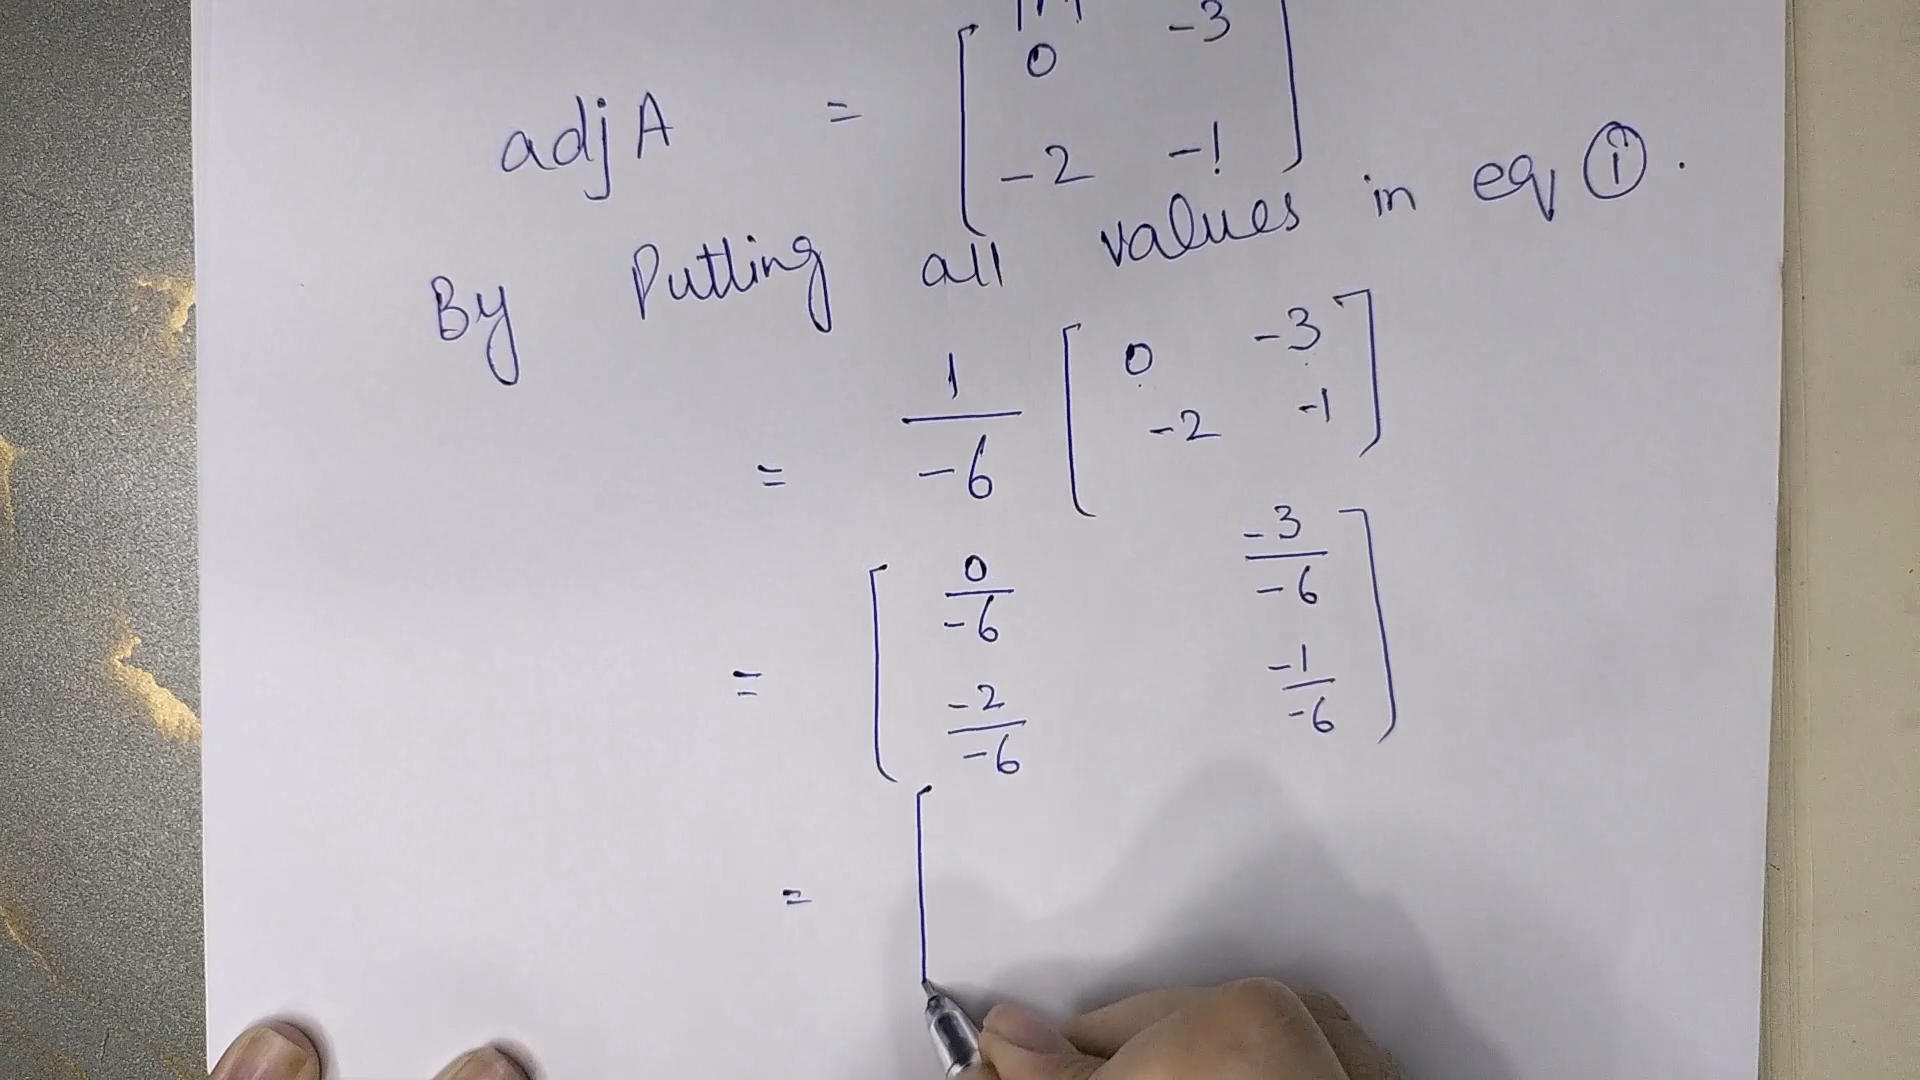 adj A = [ 0 -3
-2 -1 ]
By Putting all values in eq (i).
= 1/-6 [ 0 -3
-2 -1 ]
= [ 0/-6 -3/-6
-2/-6 -1/-6 ]
= [